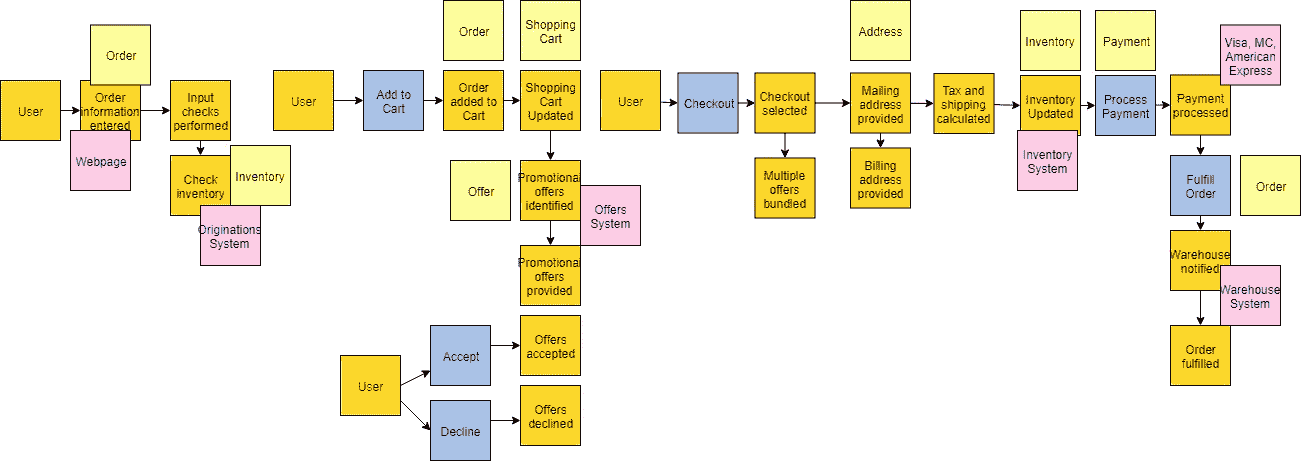 Order
User
Order
information
entered
Input
checks
performed
Webpage
Check
inventory
Inventory
Originations
System
Order
Shopping
Cart
User
Add to
Cart
Order
added to
Cart
Shopping
Cart
Updated
Offer
Promotional
offers
identified
Offers
System
Promotional
offers
provided
User
Accept
Offers
accepted
Decline
Offers
declined
Address
Inventory
Payment
Visa, MC,
American
Express
User
Checkout
Checkout
selected
Mailing
address
provided
Tax and
shipping
calculated
Inventory
Updated
Process
Payment
Payment
processed
Multiple
offers
bundled
Billing
address
provided
Inventory
System
Fulfill
Order
Order
Warehouse
notified
Warehouse
System
Order
fulfilled